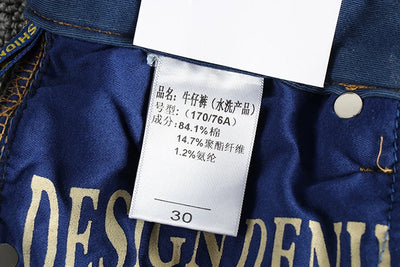 品名: 牛仔裤 (水洗产品)
号型: (170/76A)
成分: 84.1%棉
14.7%聚酯纤维
1.2%氨纶
30
DESIGN DENIM